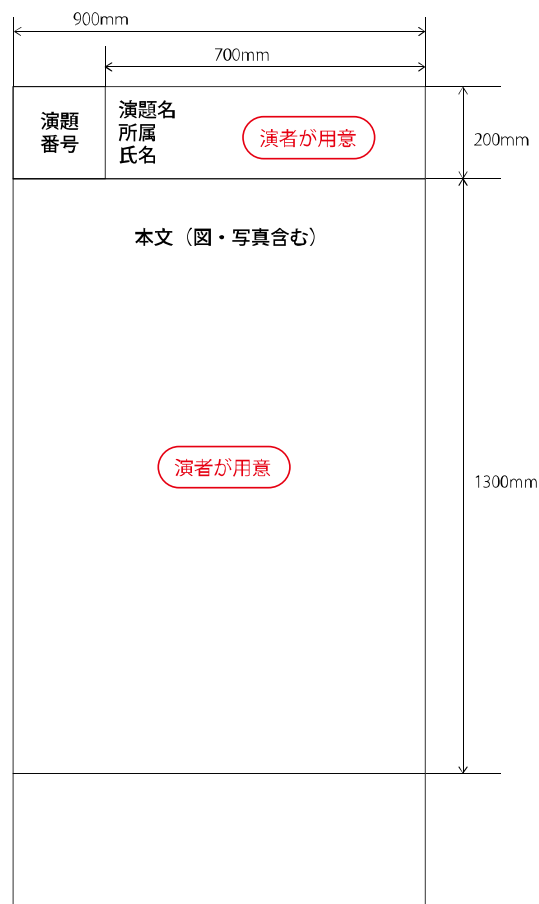 900mm
700mm
演題
番号
演題名
所属
氏名
演者が用意
200mm
本文（図・写真含む）
演者が用意
1300mm